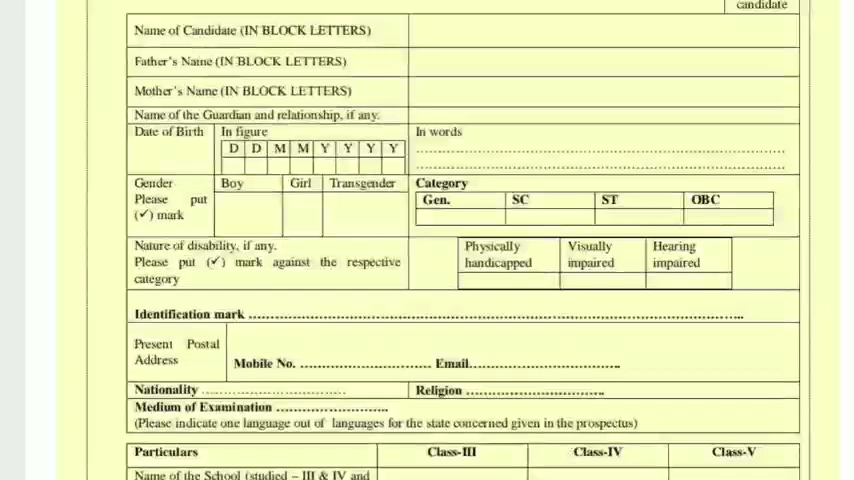 candidate
Name of Candidate (IN BLOCK LETTERS)
Father's Name (IN BLOCK LETTERS)
Mother's Name (IN BLOCK LETTERS)
Name of the Guardian and relationship, if any.
Date of Birth In figure In words
D D M M Y Y Y Y
........................................................................................
........................................................................................
Gender Boy Girl Transgender Category
Please put Gen. SC ST OBC
(✓) mark
Nature of disability, if any. Physically Visually Hearing
Please put (✓) mark against the respective handicapped impaired impaired
category
Identification mark ………………………………………………………………………………..
Present Postal
Address Mobile No. ………………………… Email……………………………….
Nationality ……………………………… Religion ……………………………..
Medium of Examination ……………………..
(Please indicate one language out of languages for the state concerned given in the prospectus)
Particulars Class-III Class-IV Class-V
Name of the School (studied – III & IV and